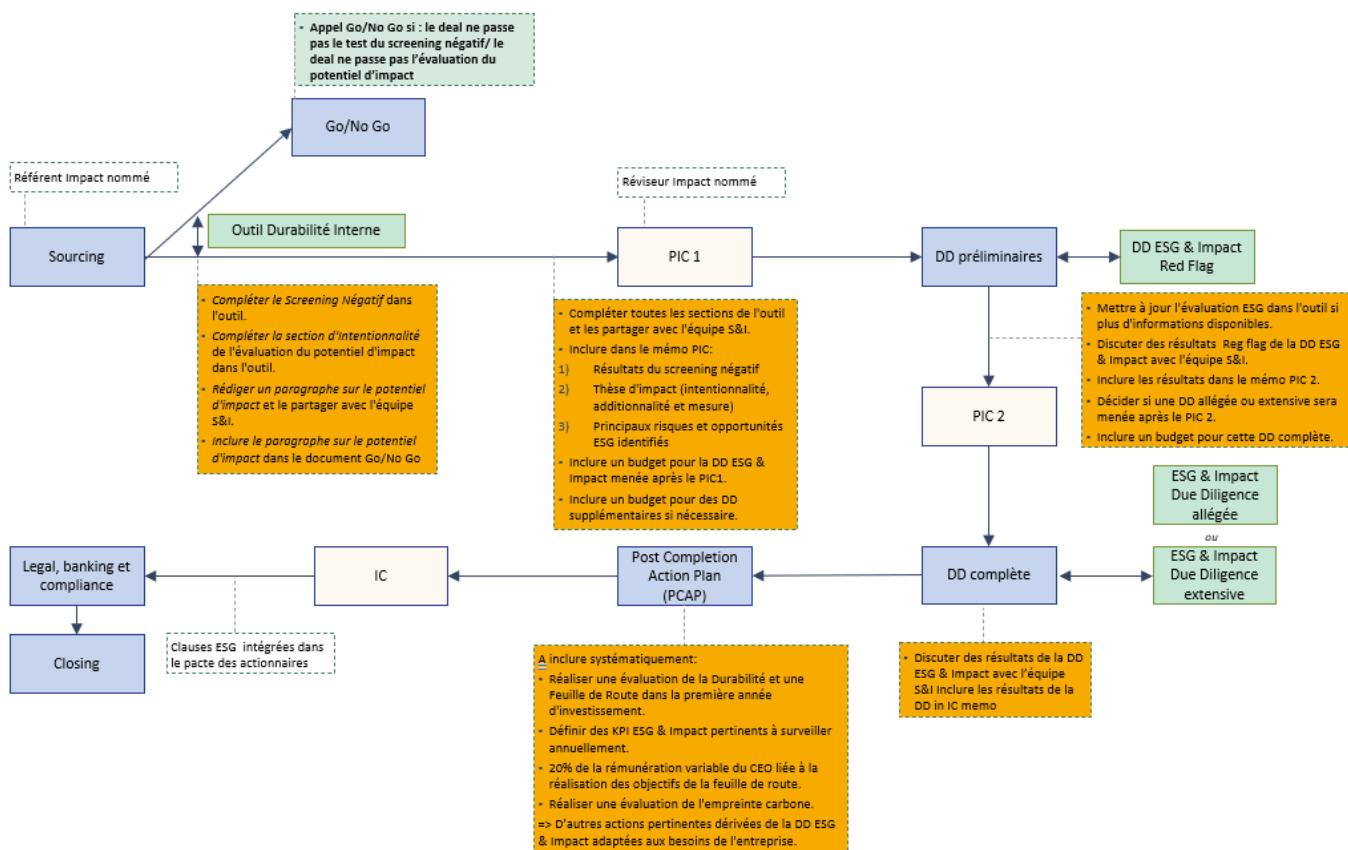 • Appel Go/No Go si : le deal ne passe
pas le test du screening négatif/ le
deal ne passe pas l'évaluation du
potentiel d'impact
Go/No Go
Référent Impact nommé
Réviseur Impact nommé
Sourcing
Outil Durabilité Interne
PIC 1
DD préliminaires
DD ESG & Impact
Red Flag
• Compléter le Screening Négatif dans
l'outil.
• Compléter la section d'Intentionnalité
de l'évaluation du potentiel d'impact
dans l'outil.
• Rédiger un paragraphe sur le potentiel
d'impact et le partager avec l'équipe
S&I.
• Inclure le paragraphe sur le potentiel
d'impact dans le document Go/No Go
• Compléter toutes les sections de l'outil
et les partager avec l'équipe S&I.
• Inclure dans le mémo PIC:
1) Résultats du screening négatif
2) Thèse d'impact (intentionnalité,
additionnalité et mesure)
3) Principaux risques et opportunités
ESG identifiés
• Inclure un budget pour la DD ESG &
Impact menée après le PIC1.
• Inclure un budget pour des DD
supplémentaires si nécessaire.
• Mettre à jour l'évaluation ESG dans l'outil si
plus d'informations disponibles.
• Discuter des résultats Reg flag de la DD ESG
& Impact avec l'équipe S&I.
• Inclure les résultats dans le mémo PIC 2.
• Décider si une DD allégée ou extensive sera
menée après le PIC 2.
• Inclure un budget pour cette DD complète.
PIC 2
ESG & Impact
Due Diligence
allégée
ou
ESG & Impact
Due Diligence
extensive
Legal, banking et
compliance
IC
Post Completion
Action Plan
(PCAP)
DD complète
Clauses ESG intégrées dans
le pacte des actionnaires
Closing
A inclure systématiquement:
• Réaliser une évaluation de la Durabilité et une
Feuille de Route dans la première année
d'investissement.
• Définir des KPI ESG & Impact pertinents à surveiller
annuellement.
• 20% de la rémunération variable du CEO liée à la
réalisation des objectifs de la feuille de route.
• Réaliser une évaluation de l'empreinte carbone.
=> D'autres actions pertinentes dérivées de la DD ESG
& Impact adaptées aux besoins de l'entreprise.
• Discuter des résultats de la DD
ESG & Impact avec l'équipe
S&I Inclure les résultats de la
DD in IC memo